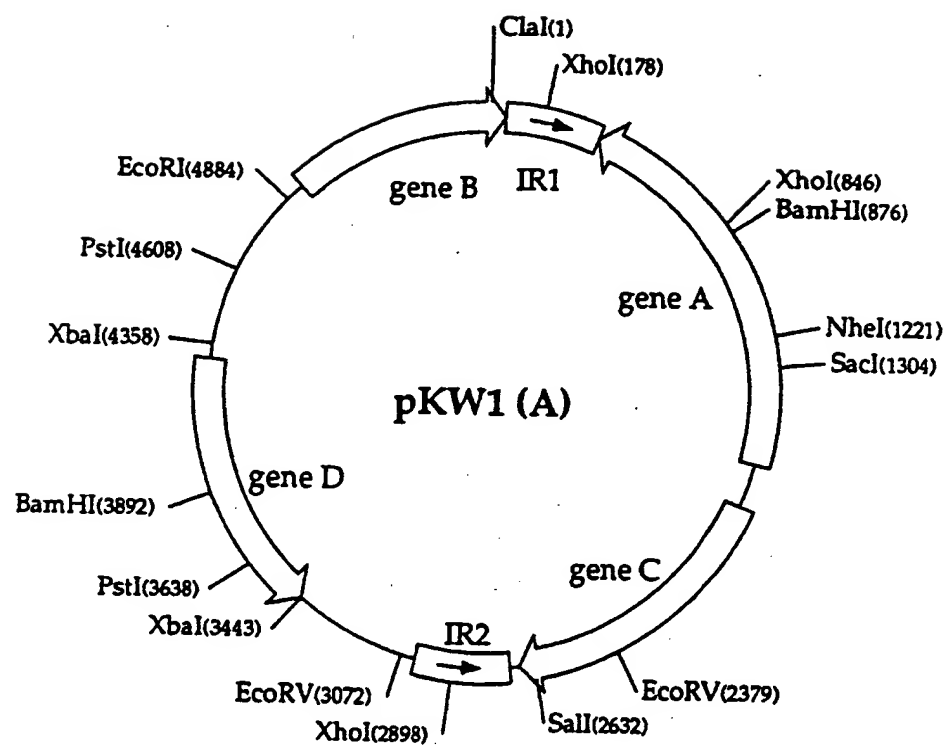 ClaI(1)
XhoI(178)
EcoRI(4884)
gene B
IR1
XhoI(846)
BamHI(876)
PstI(4608)
gene A
XbaI(4358)
NheI(1221)
SacI(1304)
pKW1 (A)
gene D
BamHI(3892)
gene C
PstI(3638)
XbaI(3443)
IR2
EcoRV(3072)
EcoRV(2379)
XhoI(2898)
SalI(2632)